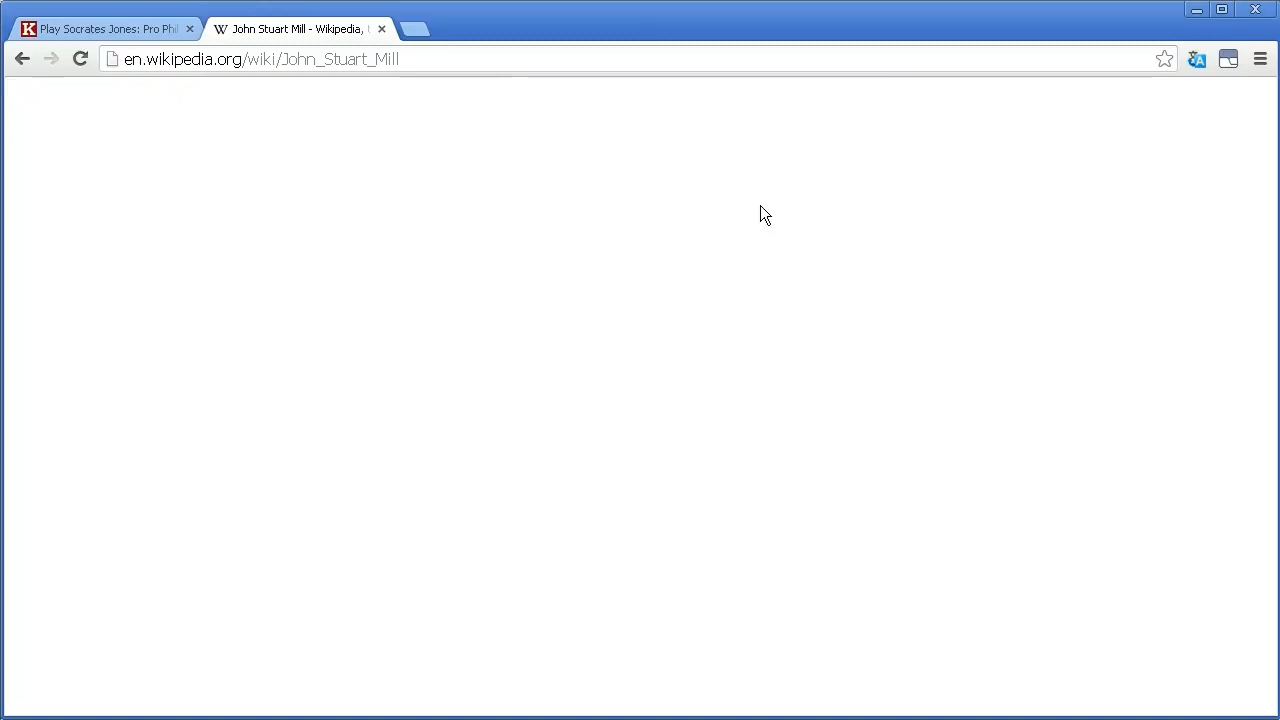 Play Socrates Jones: Pro Phil
John Stuart Mill - Wikipedia,
en.wikipedia.org/wiki/John_Stuart_Mill